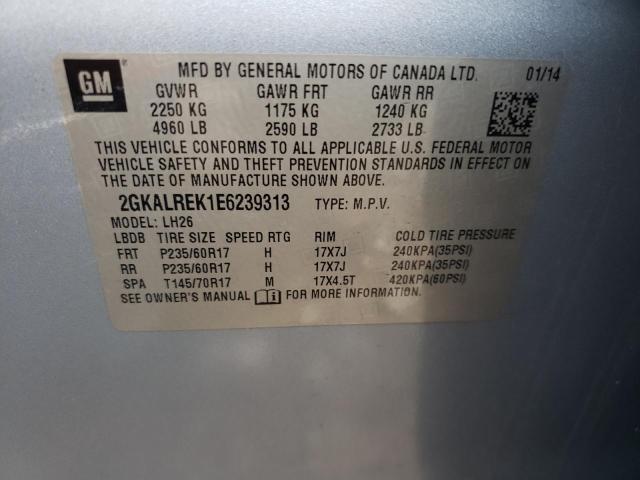 GM
MFD BY GENERAL MOTORS OF CANADA LTD. 01/14
GVWR GAWR FRT GAWR RR
2250 KG 1175 KG 1240 KG
4960 LB 2590 LB 2733 LB
THIS VEHICLE CONFORMS TO ALL APPLICABLE U.S. FEDERAL MOTOR
VEHICLE SAFETY AND THEFT PREVENTION STANDARDS IN EFFECT ON
THE DATE OF MANUFACTURE SHOWN ABOVE.
2GKALREK1E6239313 TYPE: M.P.V.
MODEL: LH26
LBDB TIRE SIZE SPEED RTG RIM COLD TIRE PRESSURE
FRT P235/60R17 H 17X7J 240KPA(35PSI)
RR P235/60R17 H 17X7J 240KPA(35PSI)
SPA T145/70R17 M 17X4.5T 420KPA(60PSI)
SEE OWNER'S MANUAL FOR MORE INFORMATION.